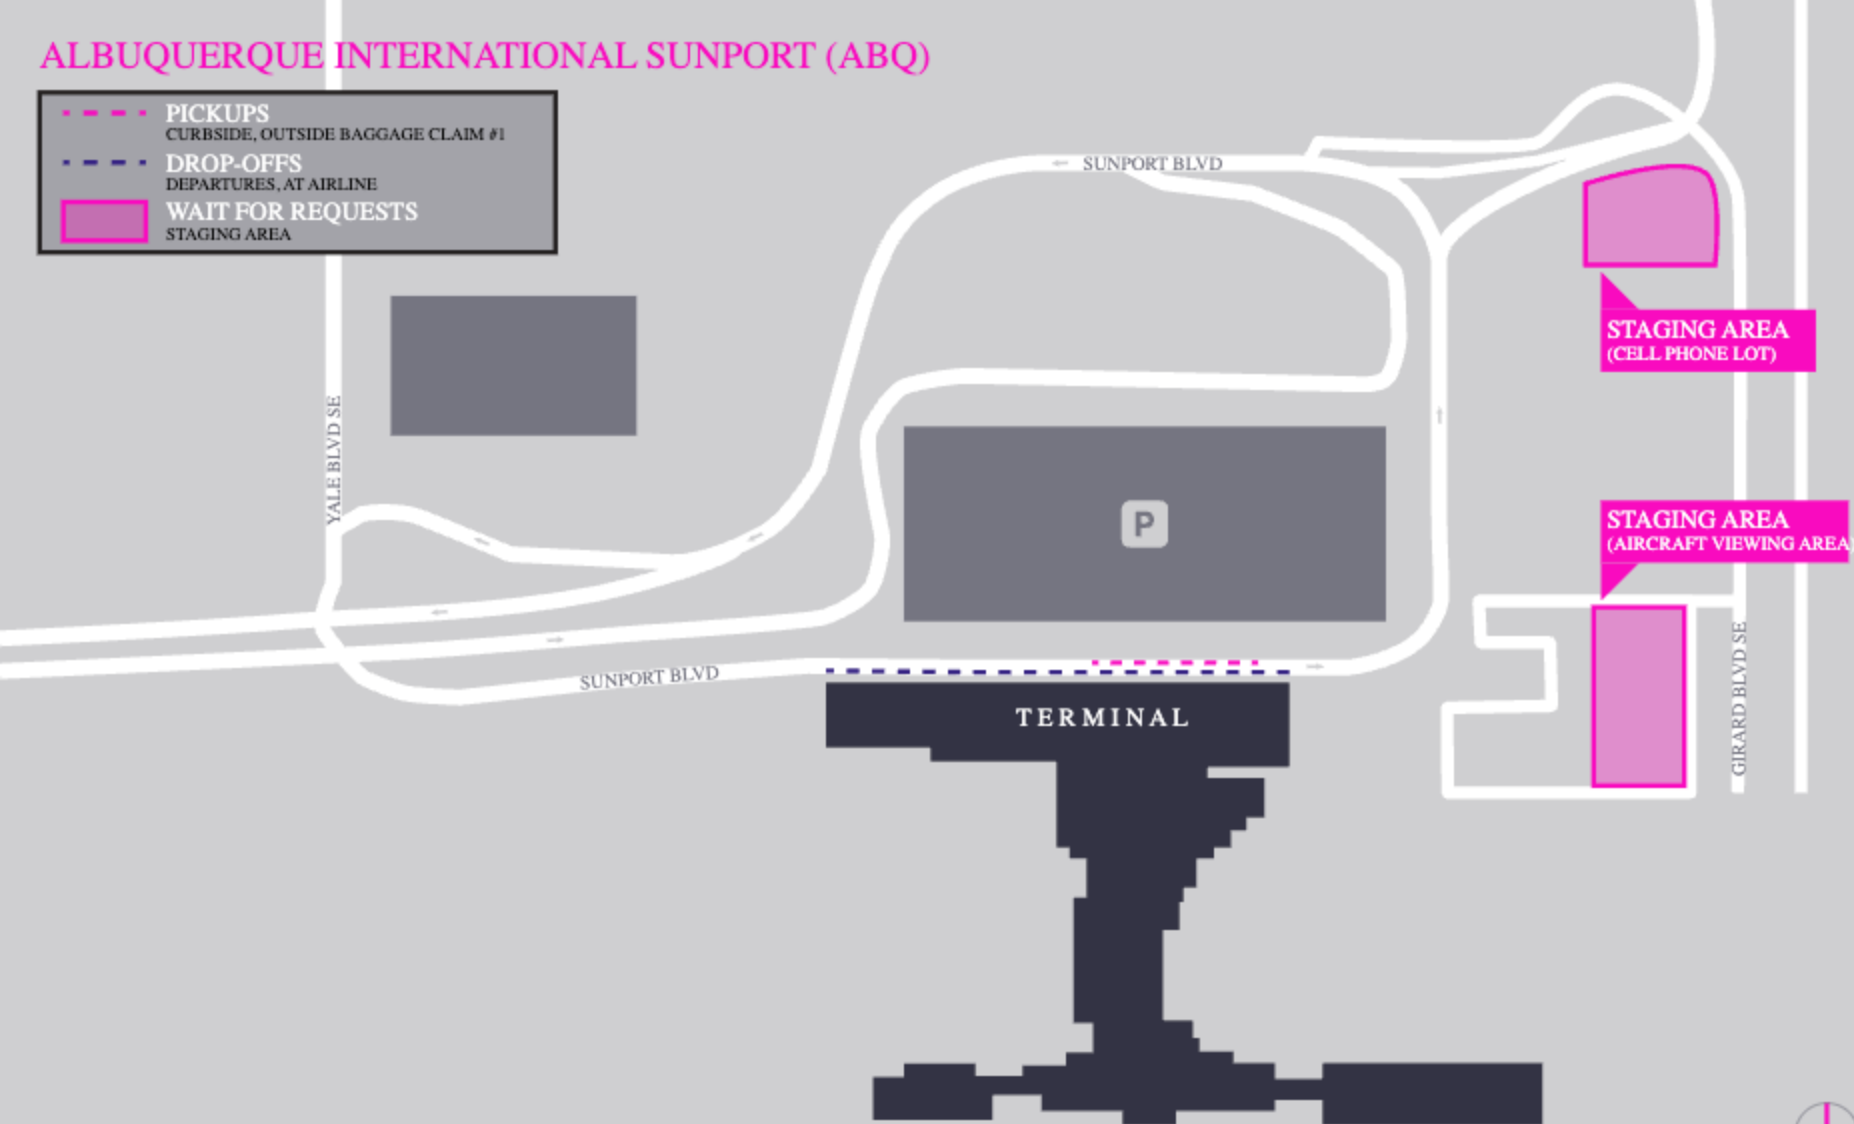 ALBUQUERQUE INTERNATIONAL SUNPORT (ABQ)
PICKUPS
CURBSIDE, OUTSIDE BAGGAGE CLAIM #1
DROP-OFFS
DEPARTURES, AT AIRLINE
WAIT FOR REQUESTS
STAGING AREA
SUNPORT BLVD
STAGING AREA
(CELL PHONE LOT)
YALE BLVD SE
P
STAGING AREA
(AIRCRAFT VIEWING AREA)
SUNPORT BLVD
GIRARD BLVD SE
TERMINAL